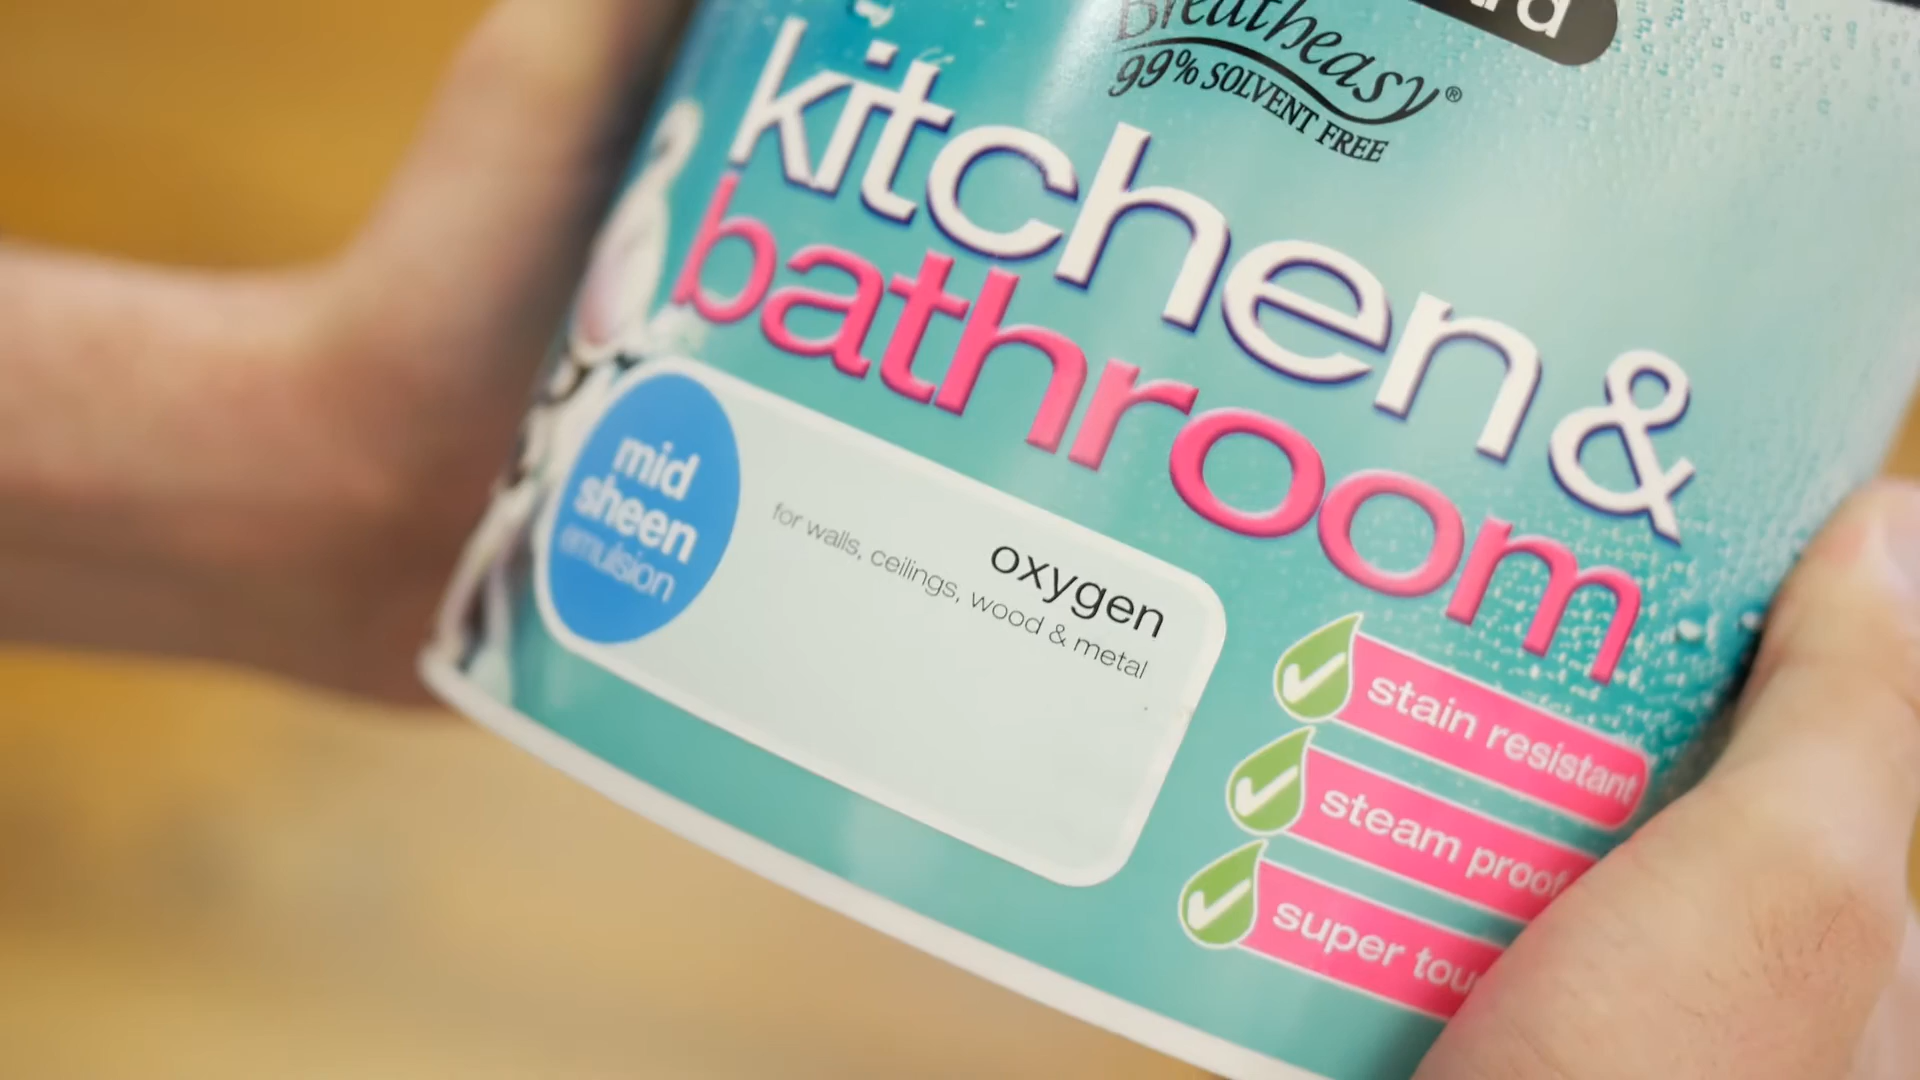 Breatheasy®
99% SOLVENT FREE
kitchen &
bathroom
mid
sheen
emulsion
oxygen
for walls, ceilings, wood & metal
stain resistant
steam proof
super